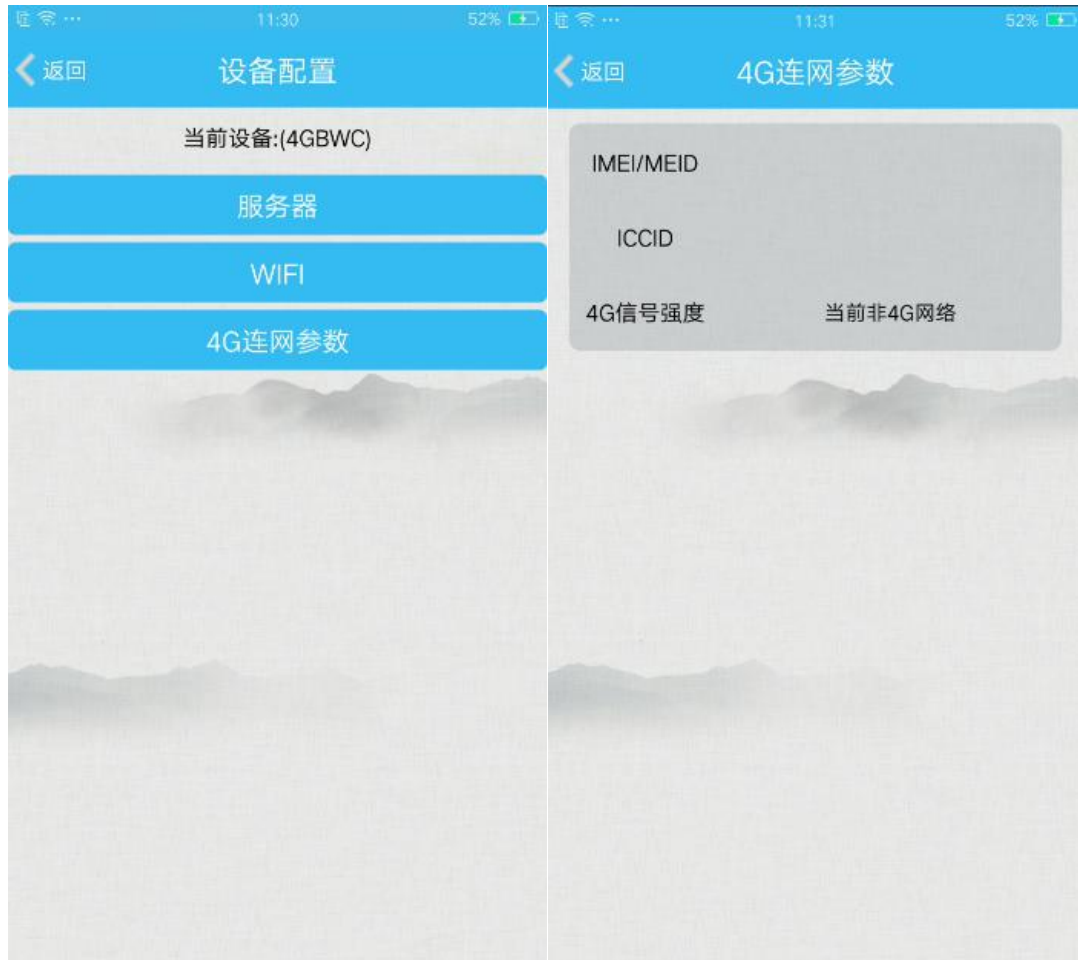 11:30
52%
返回
设备配置
当前设备:(4GBWC)
服务器
WIFI
4G连网参数
11:31
52%
返回
4G连网参数
IMEI/MEID
ICCID
4G信号强度
当前非4G网络